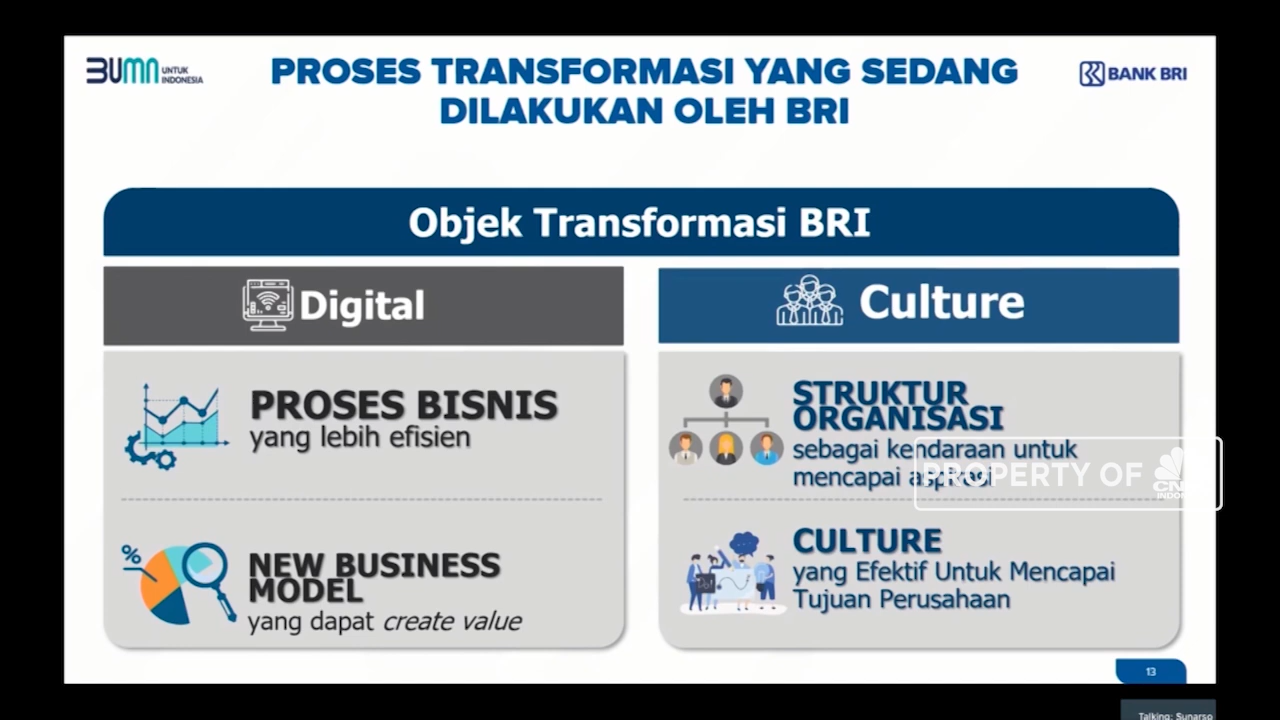 BUMN UNTUK
INDONESIA
PROSES TRANSFORMASI YANG SEDANG
DILAKUKAN OLEH BRI
BANK BRI
Objek Transformasi BRI
Digital
PROSES BISNIS
yang lebih efisien
%
NEW BUSINESS
MODEL
yang dapat create value
Culture
STRUKTUR
ORGANISASI
sebagai kendaraan untuk
mencapai aspirasi
PROPERTY OF
CULTURE
yang Efektif Untuk Mencapai
Tujuan Perusahaan
13
Talking: Sunarso